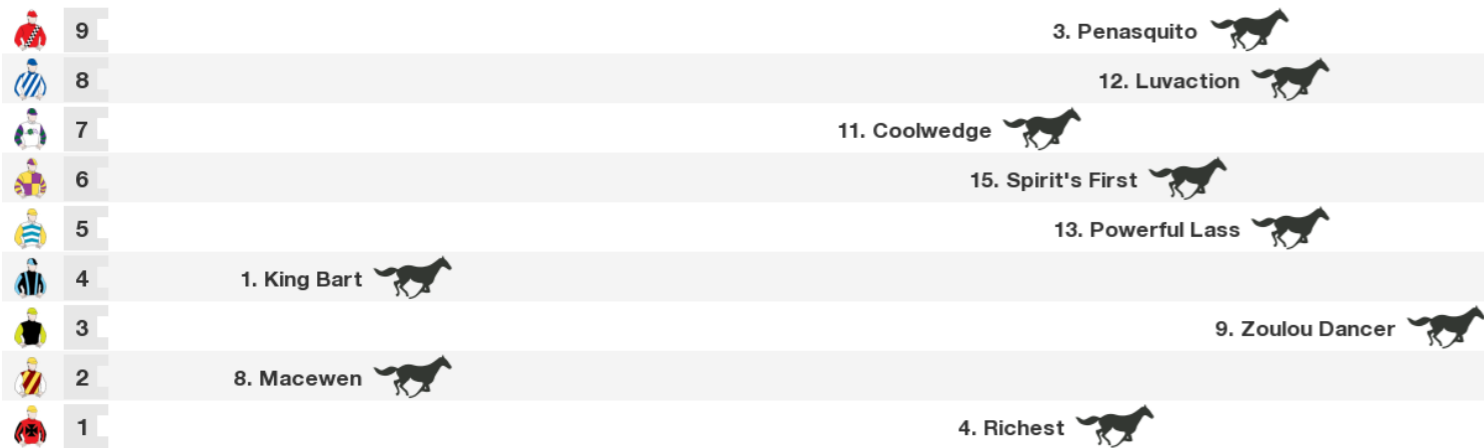 9 3. Penasquito
8 12. Luvaction
7 11. Coolwedge
6 15. Spirit's First
5 13. Powerful Lass
4 1. King Bart
3 9. Zoulou Dancer
2 8. Macewen
1 4. Richest